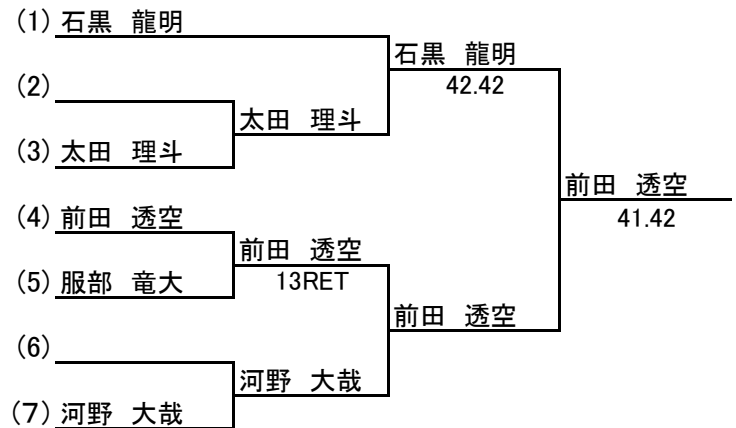 (1) 石黒 龍明
石黒 龍明
42.42
(2)
太田 理斗
(3) 太田 理斗
前田 透空
41.42
(4) 前田 透空
前田 透空
13RET
(5) 服部 竜大
前田 透空
(6)
河野 大哉
(7) 河野 大哉